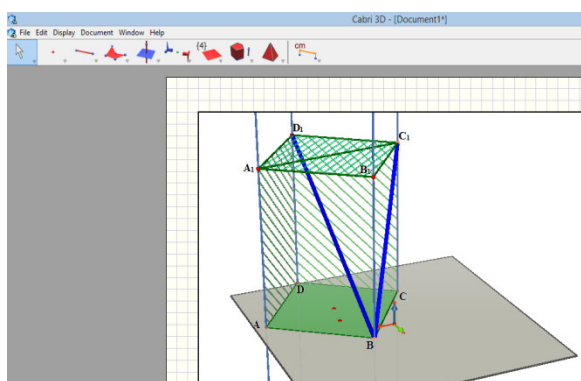 Cabri 3D - [Document1*]
File Edit Display Document Window Help
{4}
cm
D1
C1
A1
B1
D
C
A
B